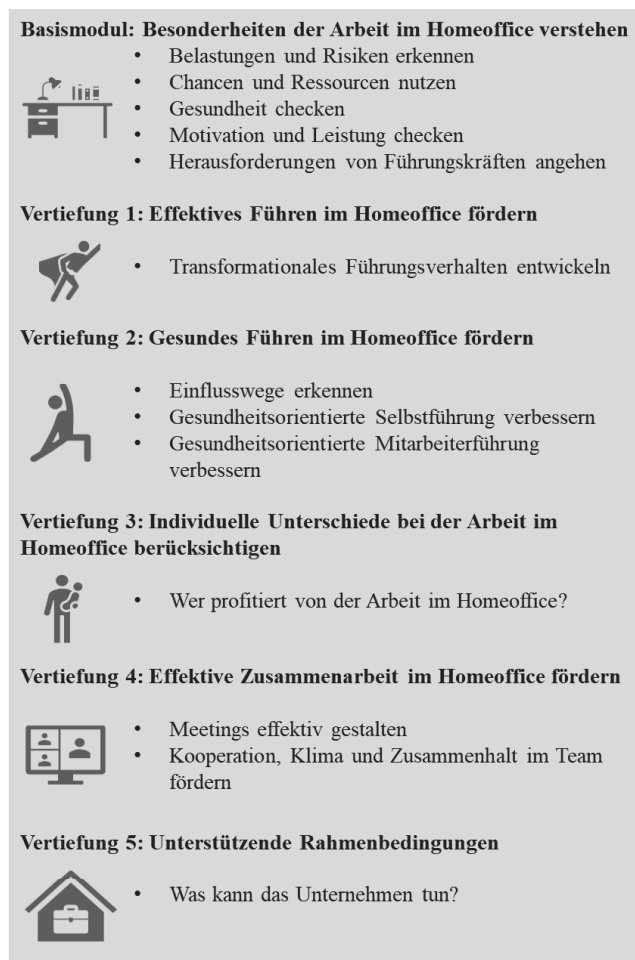 Basismodul: Besonderheiten der Arbeit im Homeoffice verstehen
• Belastungen und Risiken erkennen
• Chancen und Ressourcen nutzen
• Gesundheit checken
• Motivation und Leistung checken
• Herausforderungen von Führungskräften angehen
Vertiefung 1: Effektives Führen im Homeoffice fördern
• Transformationales Führungsverhalten entwickeln
Vertiefung 2: Gesundes Führen im Homeoffice fördern
• Einflusswege erkennen
• Gesundheitsorientierte Selbstführung verbessern
• Gesundheitsorientierte Mitarbeiterführung
verbessern
Vertiefung 3: Individuelle Unterschiede bei der Arbeit im
Homeoffice berücksichtigen
• Wer profitiert von der Arbeit im Homeoffice?
Vertiefung 4: Effektive Zusammenarbeit im Homeoffice fördern
• Meetings effektiv gestalten
• Kooperation, Klima und Zusammenhalt im Team
fördern
Vertiefung 5: Unterstützende Rahmenbedingungen
• Was kann das Unternehmen tun?